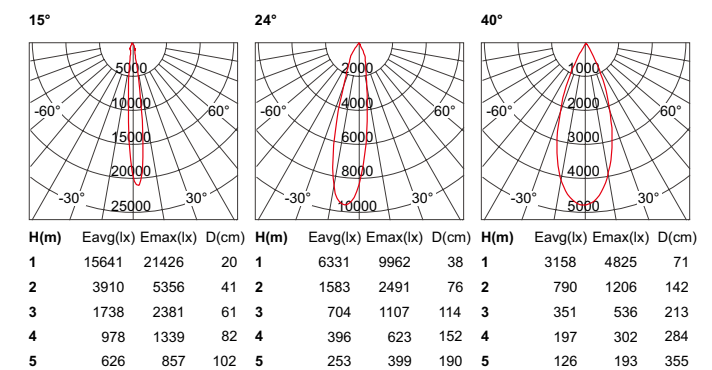 15° 24° 40°
5000 2000 1000
10000 4000 2000
-60° 60° -60° 60° -60° 60°
15000 6000 3000
20000 8000 4000
-30° 30° -30° 30° -30° 30°
25000 10000 5000
H(m) Eavg(lx) Emax(lx) D(cm) H(m) Eavg(lx) Emax(lx) D(cm) H(m) Eavg(lx) Emax(lx) D(cm)
1 15641 21426 20 1 6331 9962 38 1 3158 4825 71
2 3910 5356 41 2 1583 2491 76 2 790 1206 142
3 1738 2381 61 3 704 1107 114 3 351 536 213
4 978 1339 82 4 396 623 152 4 197 302 284
5 626 857 102 5 253 399 190 5 126 193 355